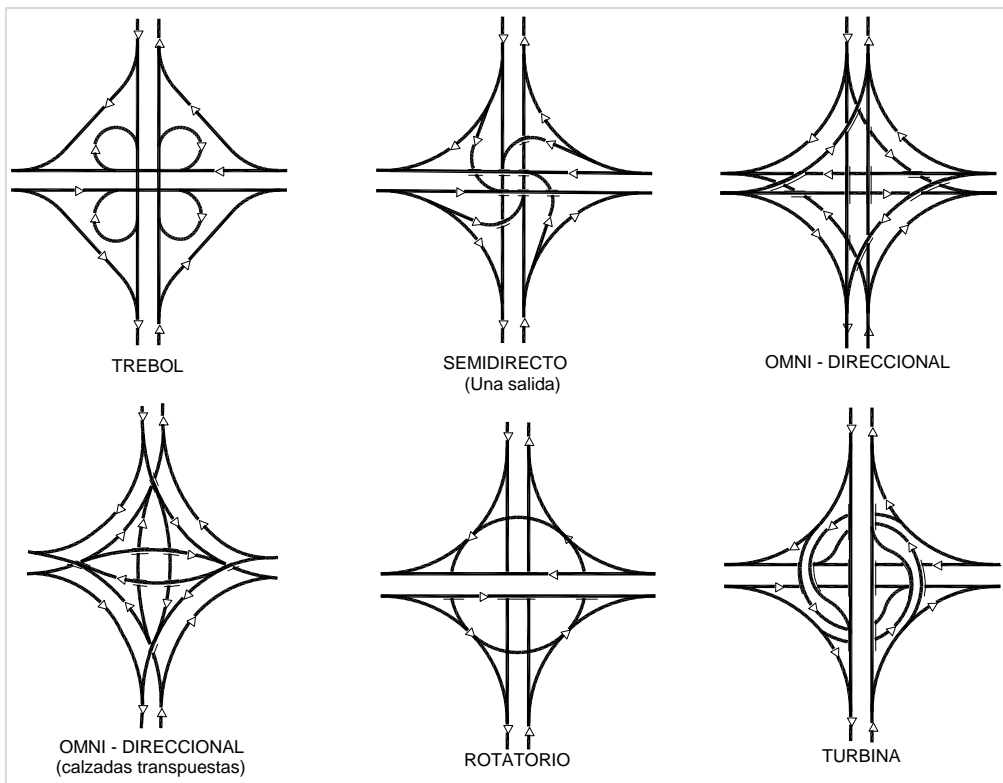 TREBOL
SEMIDIRECTO
(Una salida)
OMNI - DIRECCIONAL
OMNI - DIRECCIONAL
(calzadas transpuestas)
ROTATORIO
TURBINA